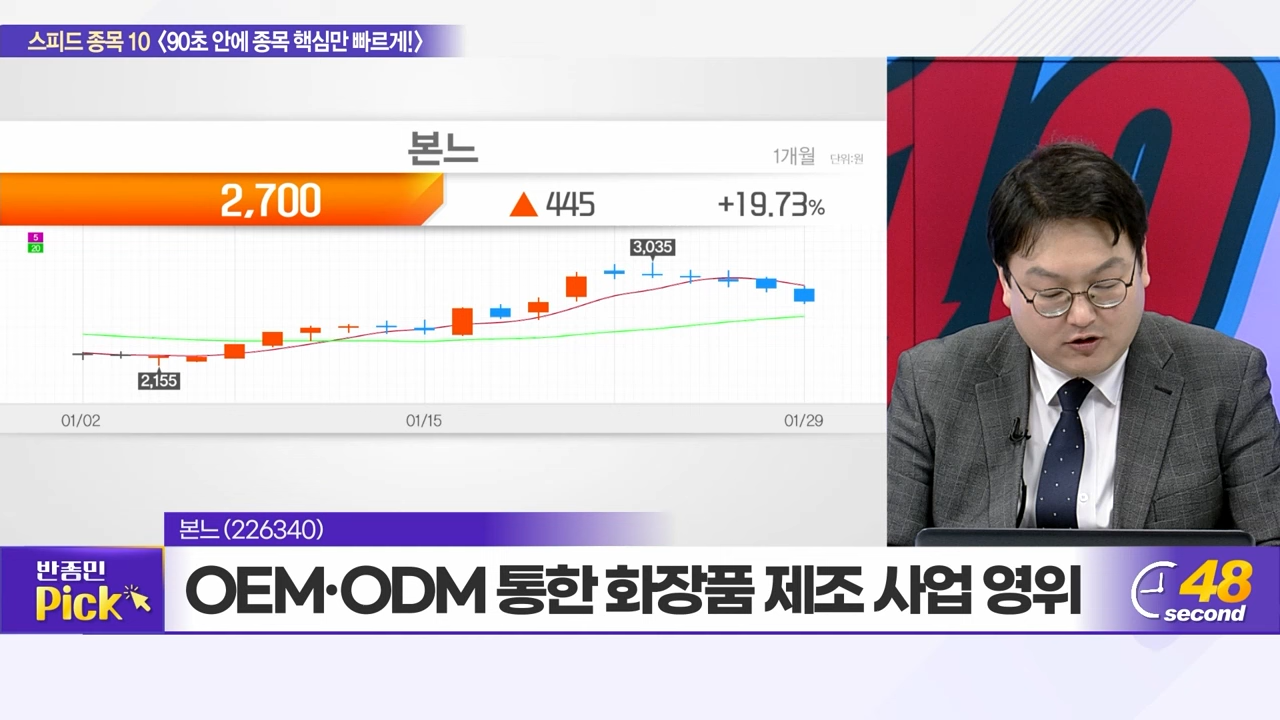 스피드 종목 10 〈90초 안에 종목 핵심만 빠르게!〉
본느
1개월 단위:원
2,700 ▲ 445 +19.73%
5
20
3,035
2,155
01/02 01/15 01/29
본느 (226340)
반종민
Pick
OEM·ODM 통한 화장품 제조 사업 영위
48
second